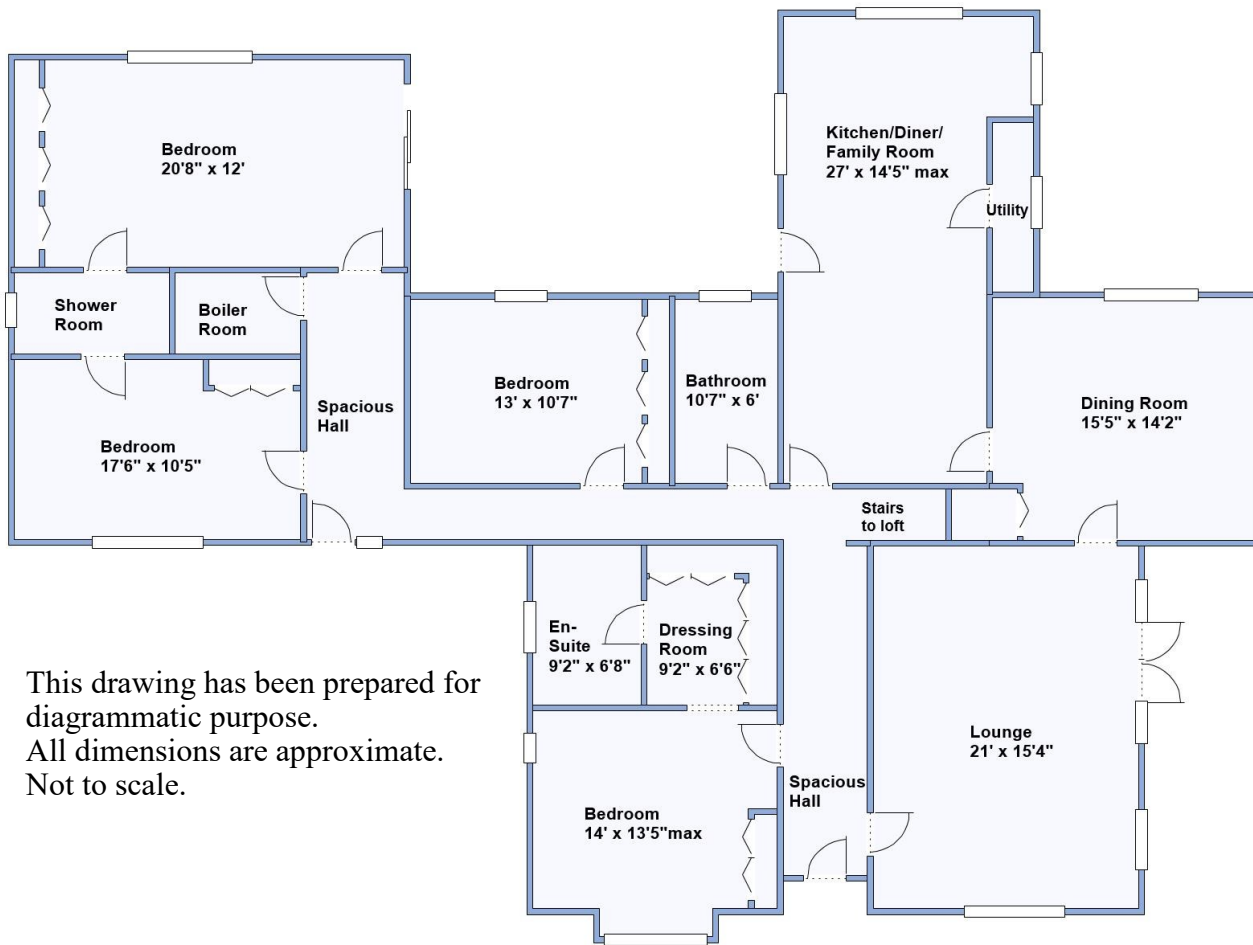 Bedroom
20'8" x 12'
Kitchen/Diner/
Family Room
27' x 14'5" max
Utility
Shower
Room
Boiler
Room
Bedroom
13' x 10'7"
Bathroom
10'7" x 6'
Dining Room
15'5" x 14'2"
Spacious
Hall
Bedroom
17'6" x 10'5"
Stairs
to loft
En-
Suite
9'2" x 6'8"
Dressing
Room
9'2" x 6'6"
This drawing has been prepared for
diagrammatic purpose.
All dimensions are approximate.
Not to scale.
Lounge
21' x 15'4"
Spacious
Hall
Bedroom
14' x 13'5"max